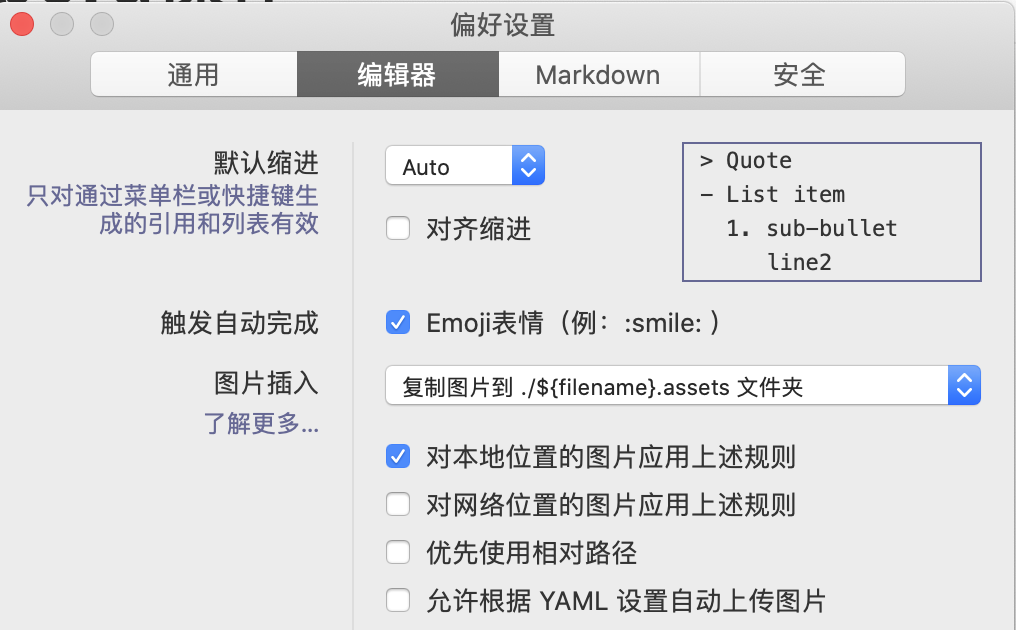 偏好设置
通用 编辑器 Markdown 安全
默认缩进 Auto
只对通过菜单栏或快捷键生
成的引用和列表有效
对齐缩进
> Quote
– List item
1. sub-bullet
line2
触发自动完成 Emoji表情（例： :smile: ）
图片插入 复制图片到 ./${filename}.assets 文件夹
了解更多...
对本地位置的图片应用上述规则
对网络位置的图片应用上述规则
优先使用相对路径
允许根据 YAML 设置自动上传图片